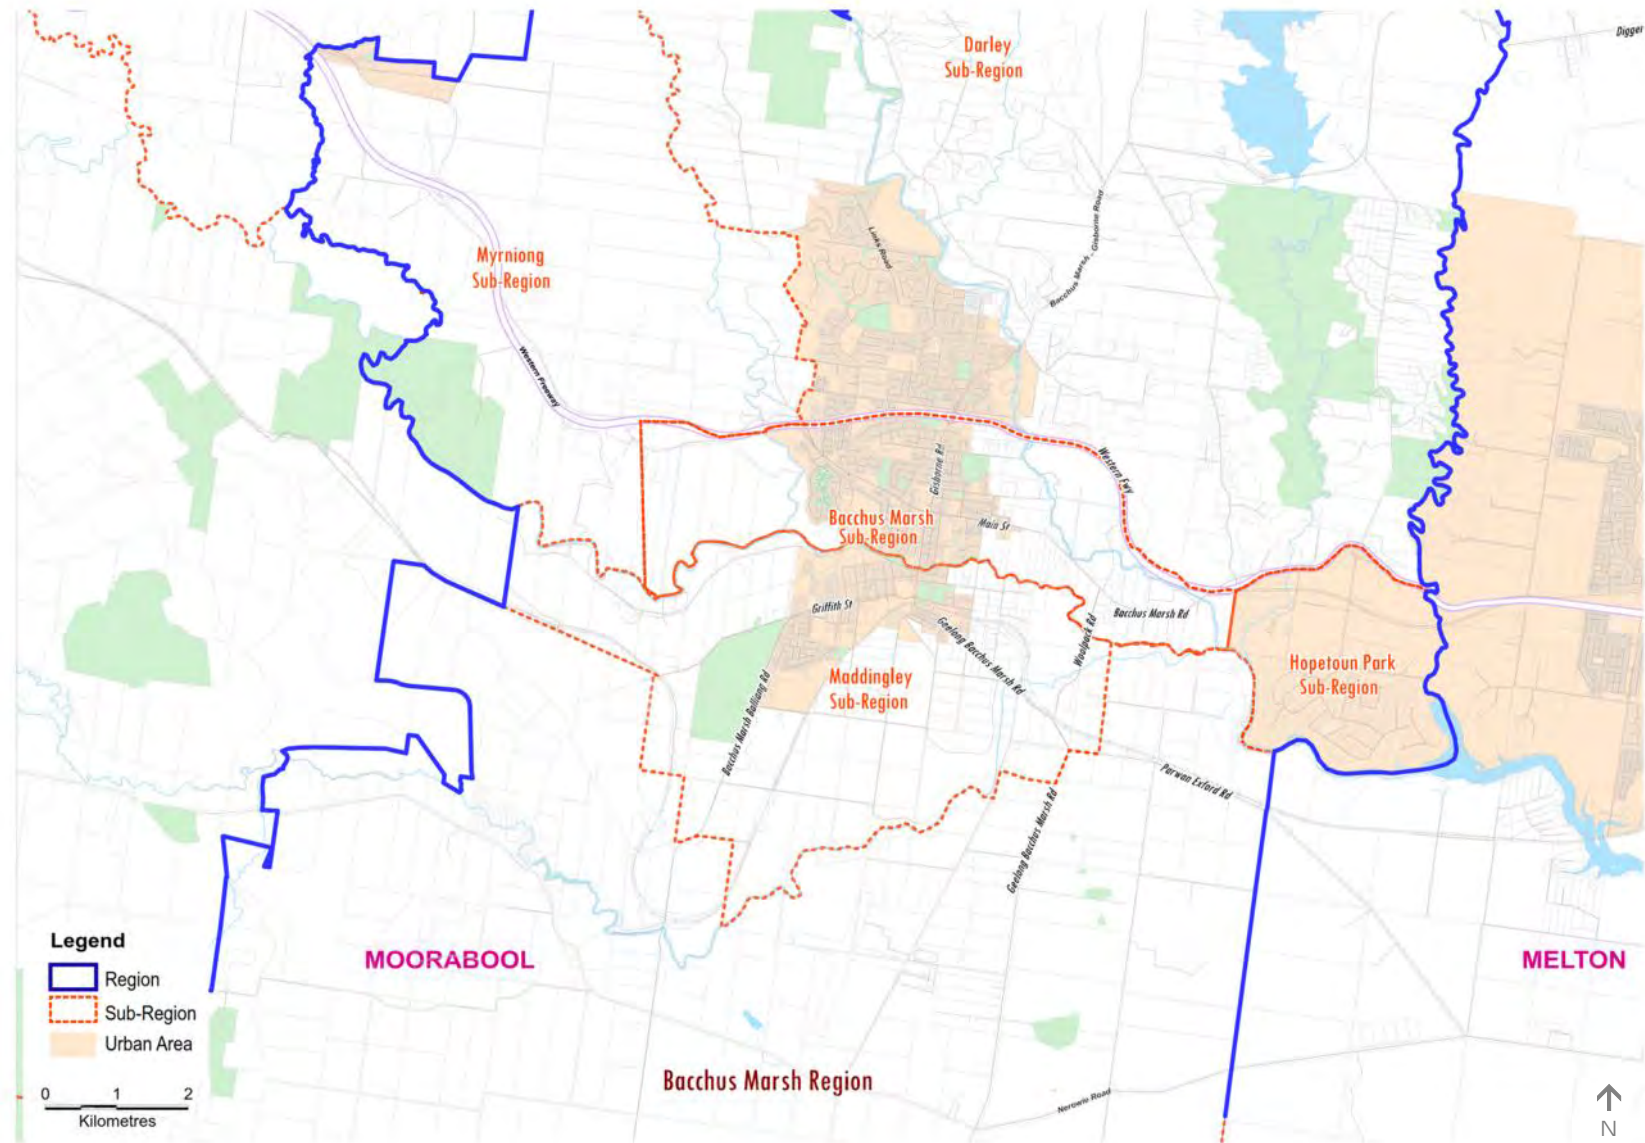 Digger
Darley
Sub-Region
Bacchus Marsh - Gisborne Road
Links Road
Myrniong
Sub-Region
Western Freeway
Gisborne Rd
Western Fwy
Bacchus Marsh
Sub-Region
Main St
Griffith St
Bacchus Marsh Rd
Woolpack Rd
Geelong Bacchus Marsh Rd
Hopetoun Park
Sub-Region
Maddingley
Sub-Region
Bacchus Marsh Balliang Rd
Parwan Exford Rd
Geelong Bacchus Marsh Rd
Legend
Region
Sub-Region
Urban Area
0 1 2
Kilometres
MOORABOOL
MELTON
Bacchus Marsh Region
Nerowie Road
N